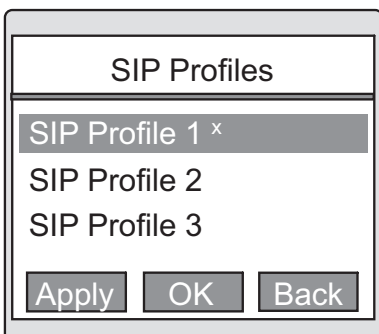 SIP Profiles
SIP Profile 1 x
SIP Profile 2
SIP Profile 3
Apply OK Back